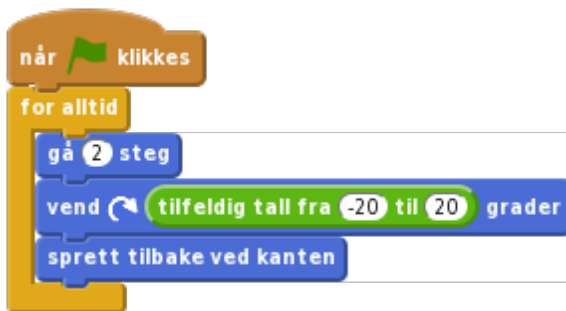 når klikkes
for alltid
gå 2 steg
vend tilfeldig tall fra -20 til 20 grader
sprett tilbake ved kanten